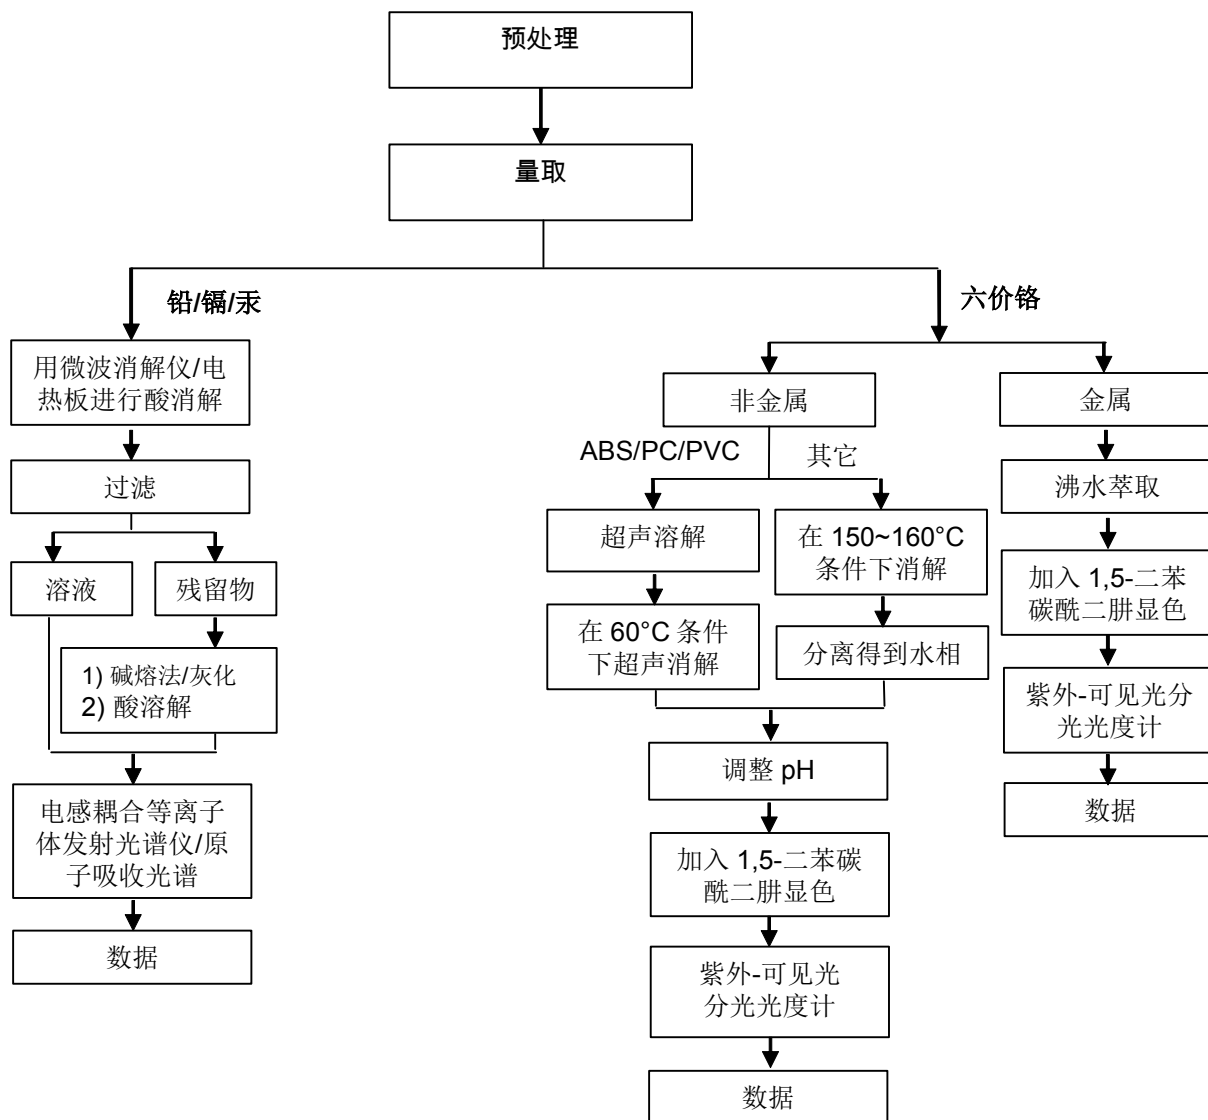 预处理
量取
铅/镉/汞
六价铬
用微波消解仪/电
热板进行酸消解
过滤
溶液
残留物
1) 碱熔法/灰化
2) 酸溶解
电感耦合等离子
体发射光谱仪/原
子吸收光谱
数据
非金属
ABS/PC/PVC
其它
超声溶解
在 60°C 条件
下超声消解
在 150~160°C
条件下消解
分离得到水相
调整 pH
加入 1,5-二苯碳
酰二肼显色
紫外-可见光
分光光度计
数据
金属
沸水萃取
加入 1,5-二苯
碳酰二肼显色
紫外-可见光分
光光度计
数据